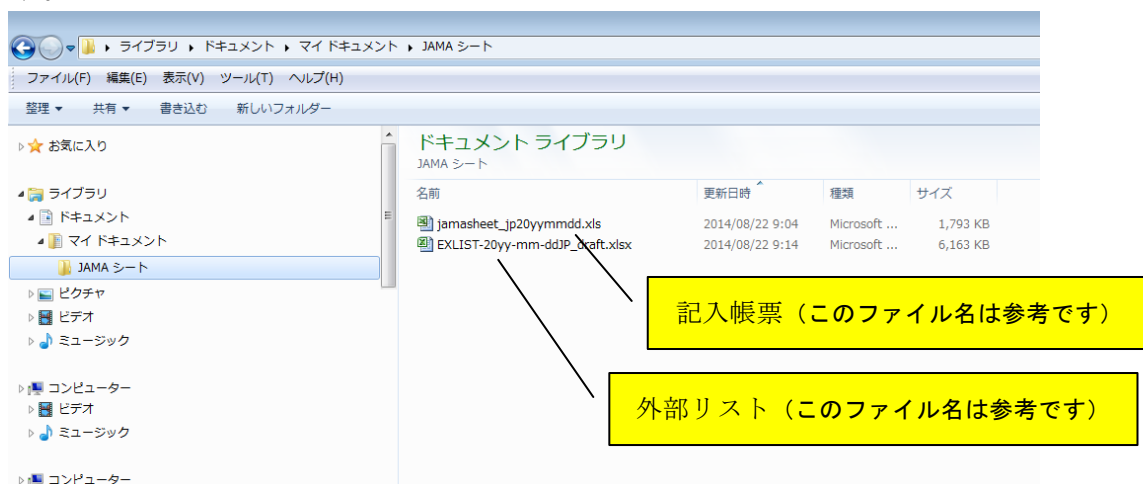 ライブラリ ▸ ドキュメント ▸ マイ ドキュメント ▸ JAMA シート
ファイル(F) 編集(E) 表示(V) ツール(T) ヘルプ(H)
整理 ▼ 共有 ▼ 書き込む 新しいフォルダー
お気に入り
ライブラリ
ドキュメント
マイ ドキュメント
JAMA シート
ピクチャ
ビデオ
ミュージック
コンピューター
ビデオ
ミュージック
コンピューター
ドキュメント ライブラリ
JAMA シート
名前 更新日時 種類 サイズ
jamasheet_jp20yymmdd.xls 2014/08/22 9:04 Microsoft ... 1,793 KB
EXLIST-20yy-mm-ddJP_draft.xlsx 2014/08/22 9:14 Microsoft ... 6,163 KB
記入帳票（このファイル名は参考です）
外部リスト（このファイル名は参考です）